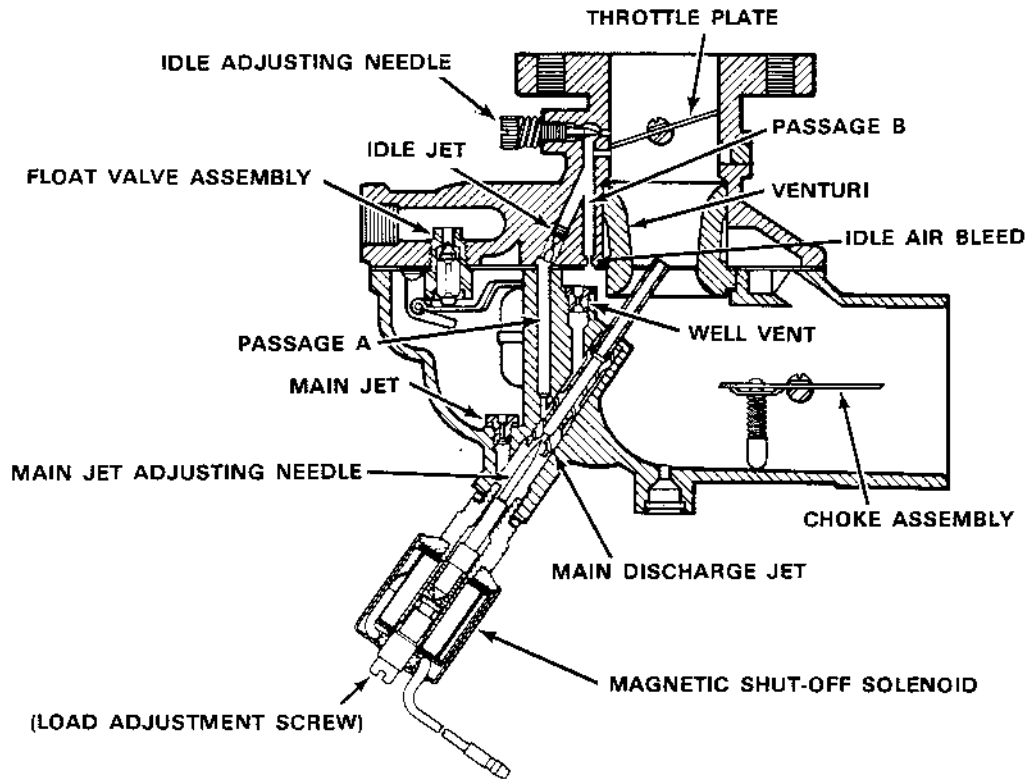 THROTTLE PLATE
IDLE ADJUSTING NEEDLE
PASSAGE B
IDLE JET
FLOAT VALVE ASSEMBLY
VENTURI
IDLE AIR BLEED
WELL VENT
PASSAGE A
MAIN JET
MAIN JET ADJUSTING NEEDLE
CHOKE ASSEMBLY
MAIN DISCHARGE JET
MAGNETIC SHUT-OFF SOLENOID
(LOAD ADJUSTMENT SCREW)